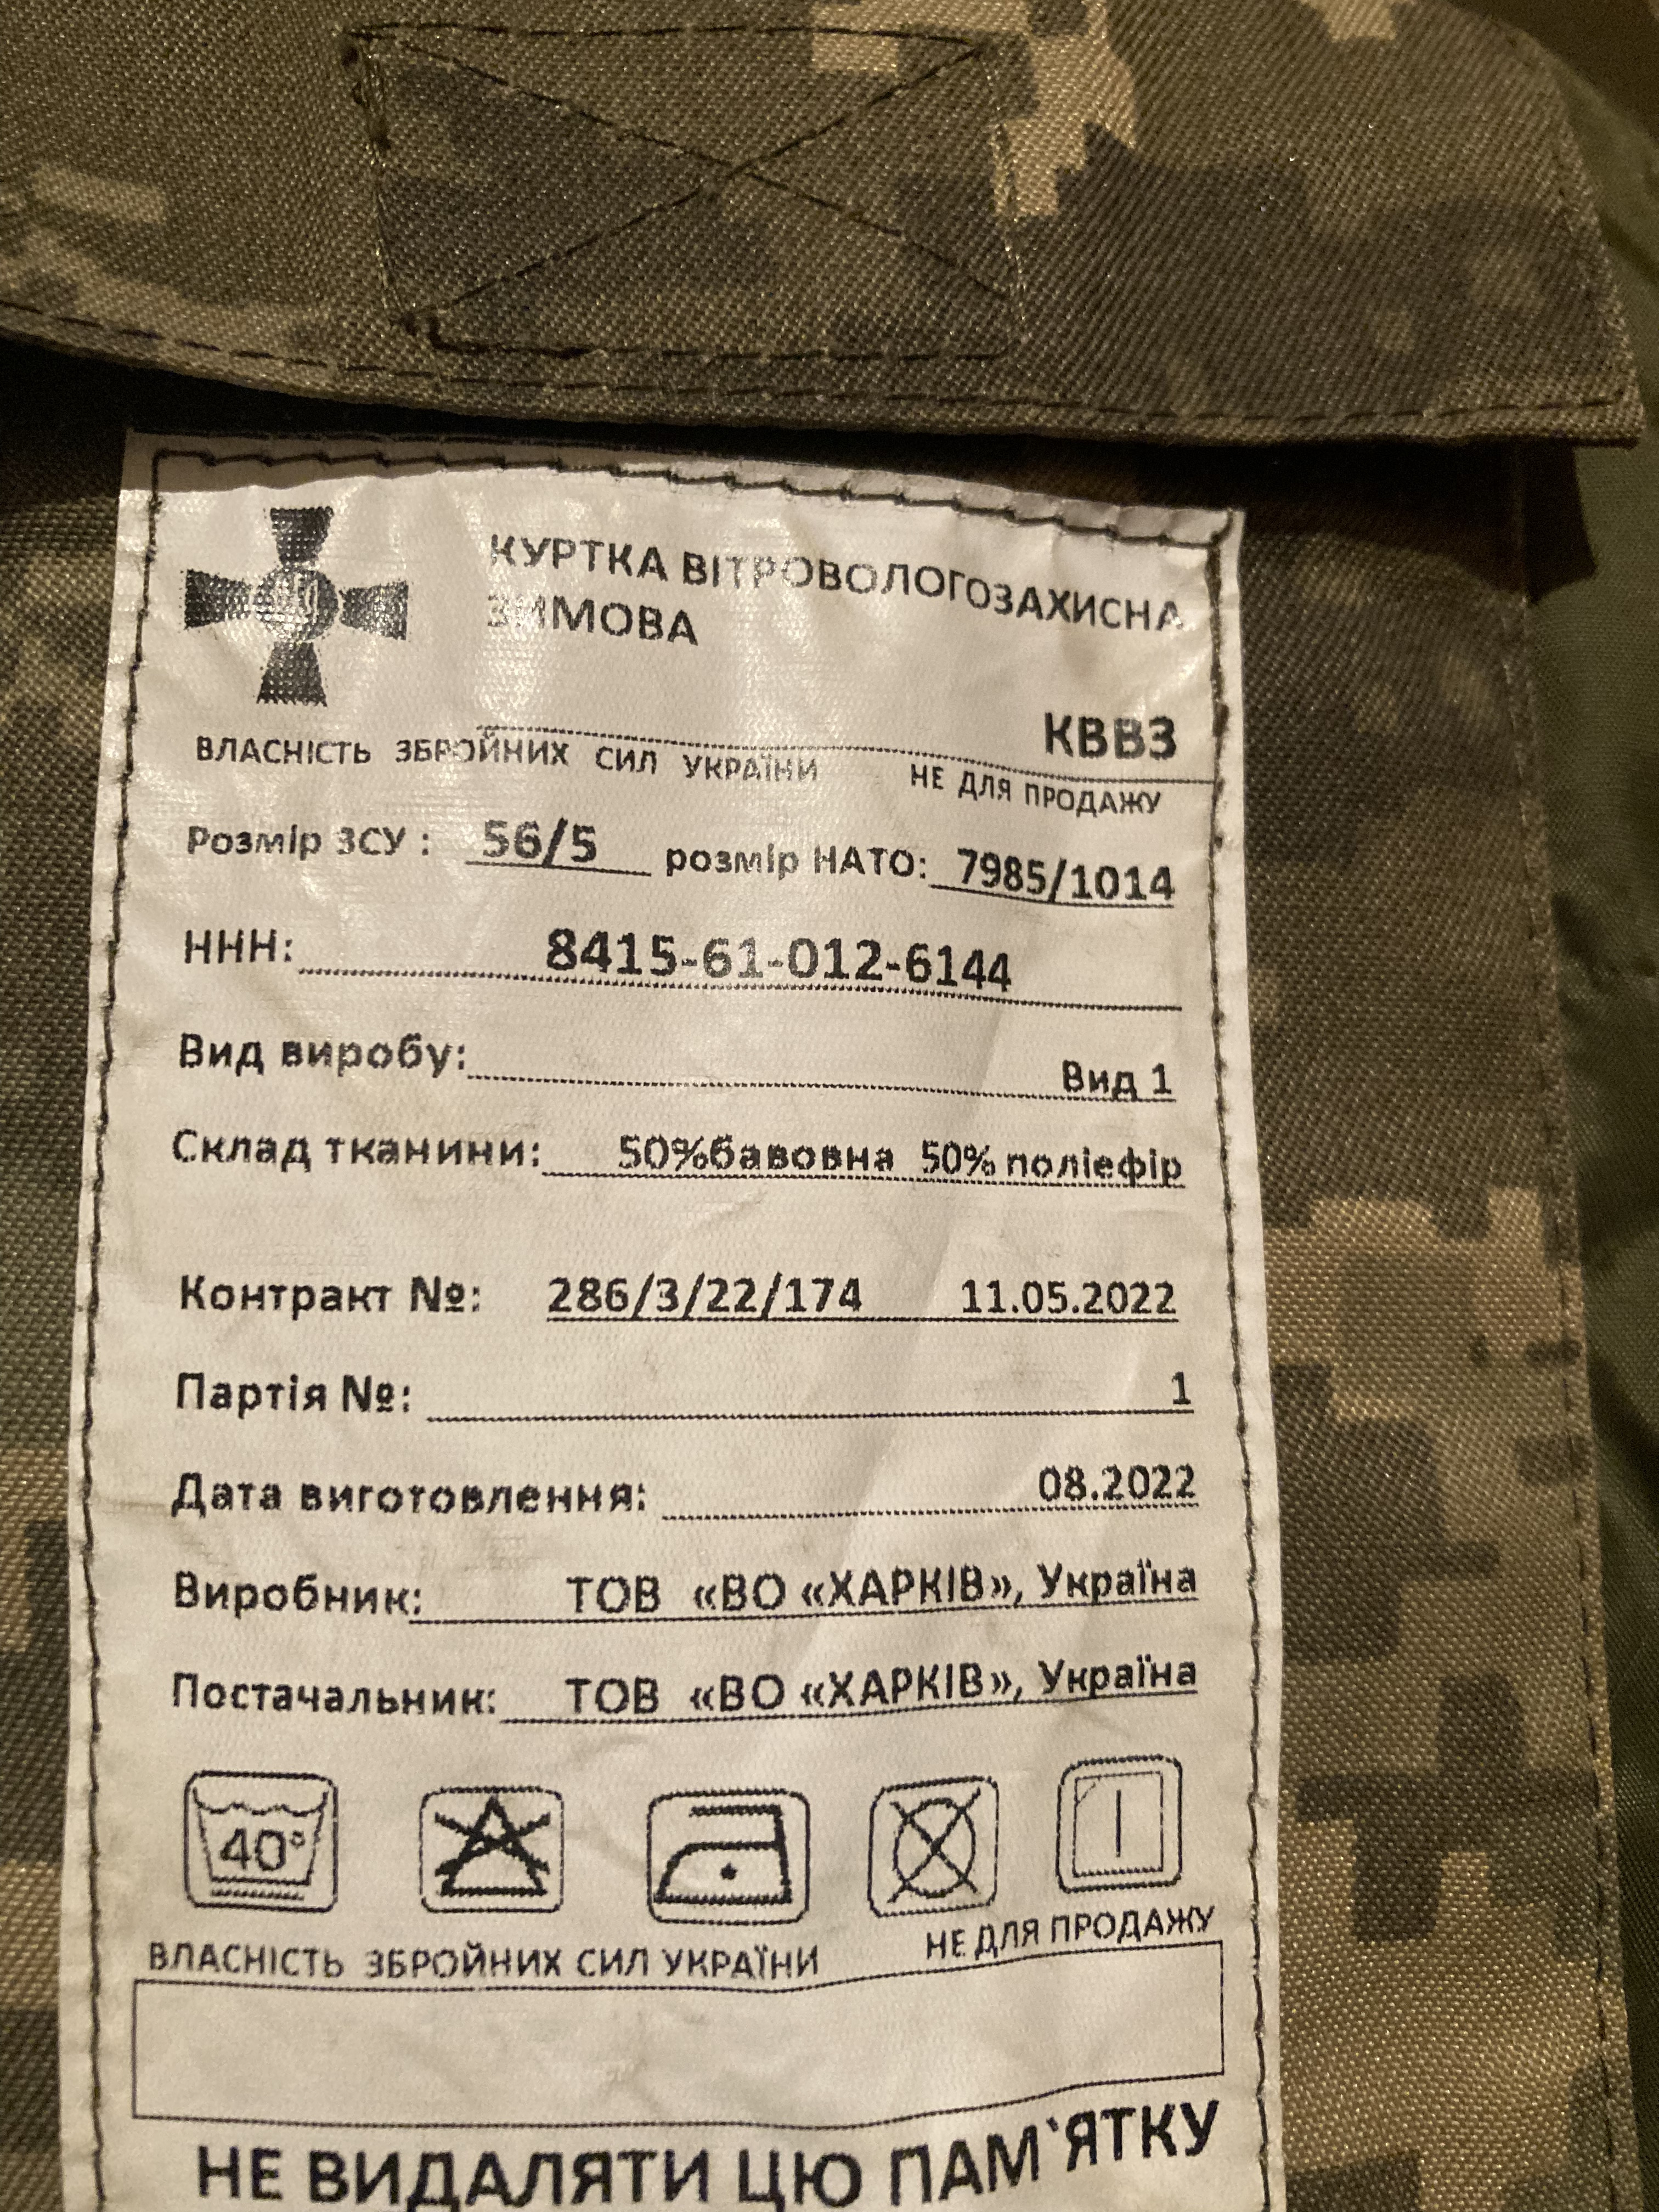 КУРТКА ВІТРОВОЛОГОЗАХИСНА
ЗИМОВА
КВВЗ
ВЛАСНІСТЬ ЗБРОЙНИХ СИЛ УКРАЇНИ НЕ ДЛЯ ПРОДАЖУ
Розмір ЗСУ : 56/5 розмір НАТО: 7985/1014
ННН: 8415-61-012-6144
Вид виробу: Вид 1
Склад тканини: 50%бавовна 50% поліефір
Контракт №: 286/3/22/174 11.05.2022
Партія №: 1
Дата виготовлення: 08.2022
Виробник: ТОВ «ВО «ХАРКІВ», Україна
Постачальник: ТОВ «ВО «ХАРКІВ», Україна
40°
ВЛАСНІСТЬ ЗБРОЙНИХ СИЛ УКРАЇНИ НЕ ДЛЯ ПРОДАЖУ
НЕ ВИДАЛЯТИ ЦЮ ПАМ`ЯТКУ